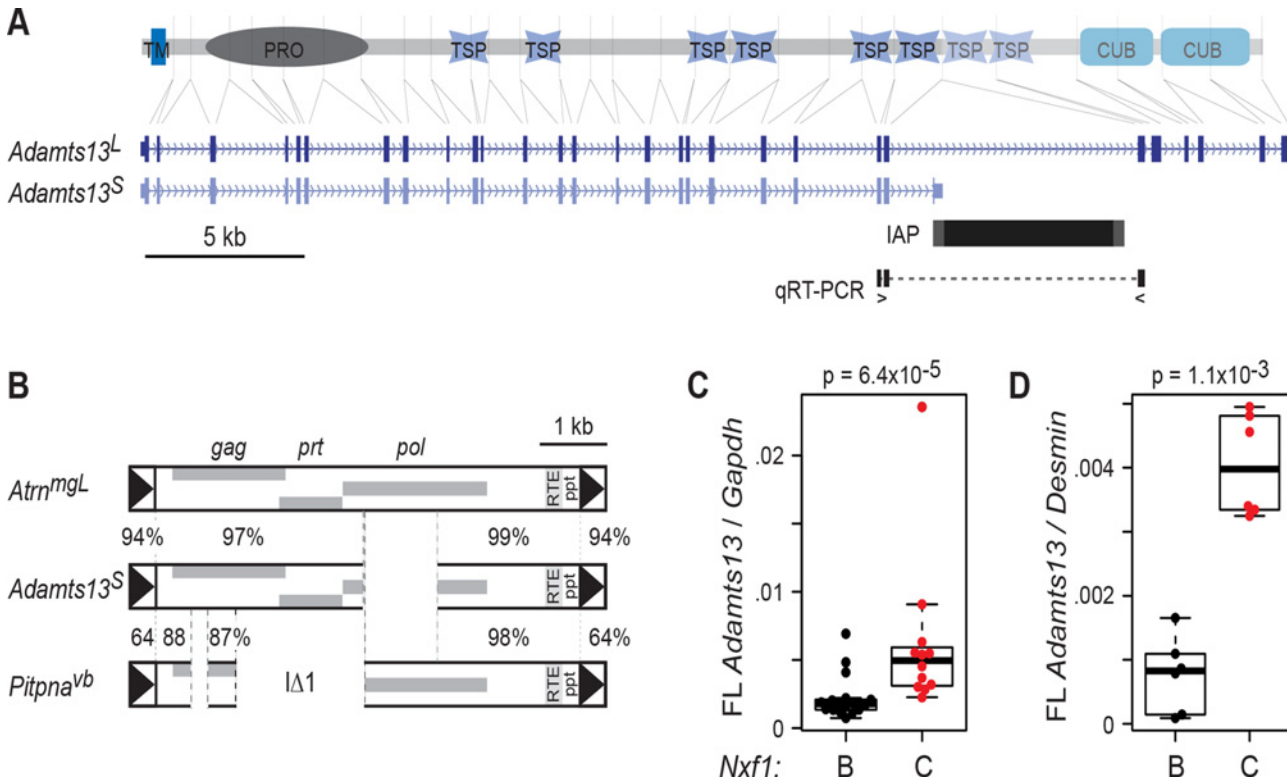 A
TM PRO TSP TSP TSP TSP TSP TSP TSP TSP CUB CUB
Adamts13L
Adamts13S
5 kb
IAP
qRT-PCR
> <
B
1 kb
gag prt pol
AtrnmgL
RTE ppt
94% 97% 99% 94%
Adamts13S
RTE ppt
64 88 87% 98% 64%
Pitpnavb
I∆1
RTE ppt
C
p = 6.4x10-5
FL Adamts13 / Gapdh
.02
.01
0
Nxf1: B C
D
p = 1.1x10-3
FL Adamts13 / Desmin
.004
.002
0
B C